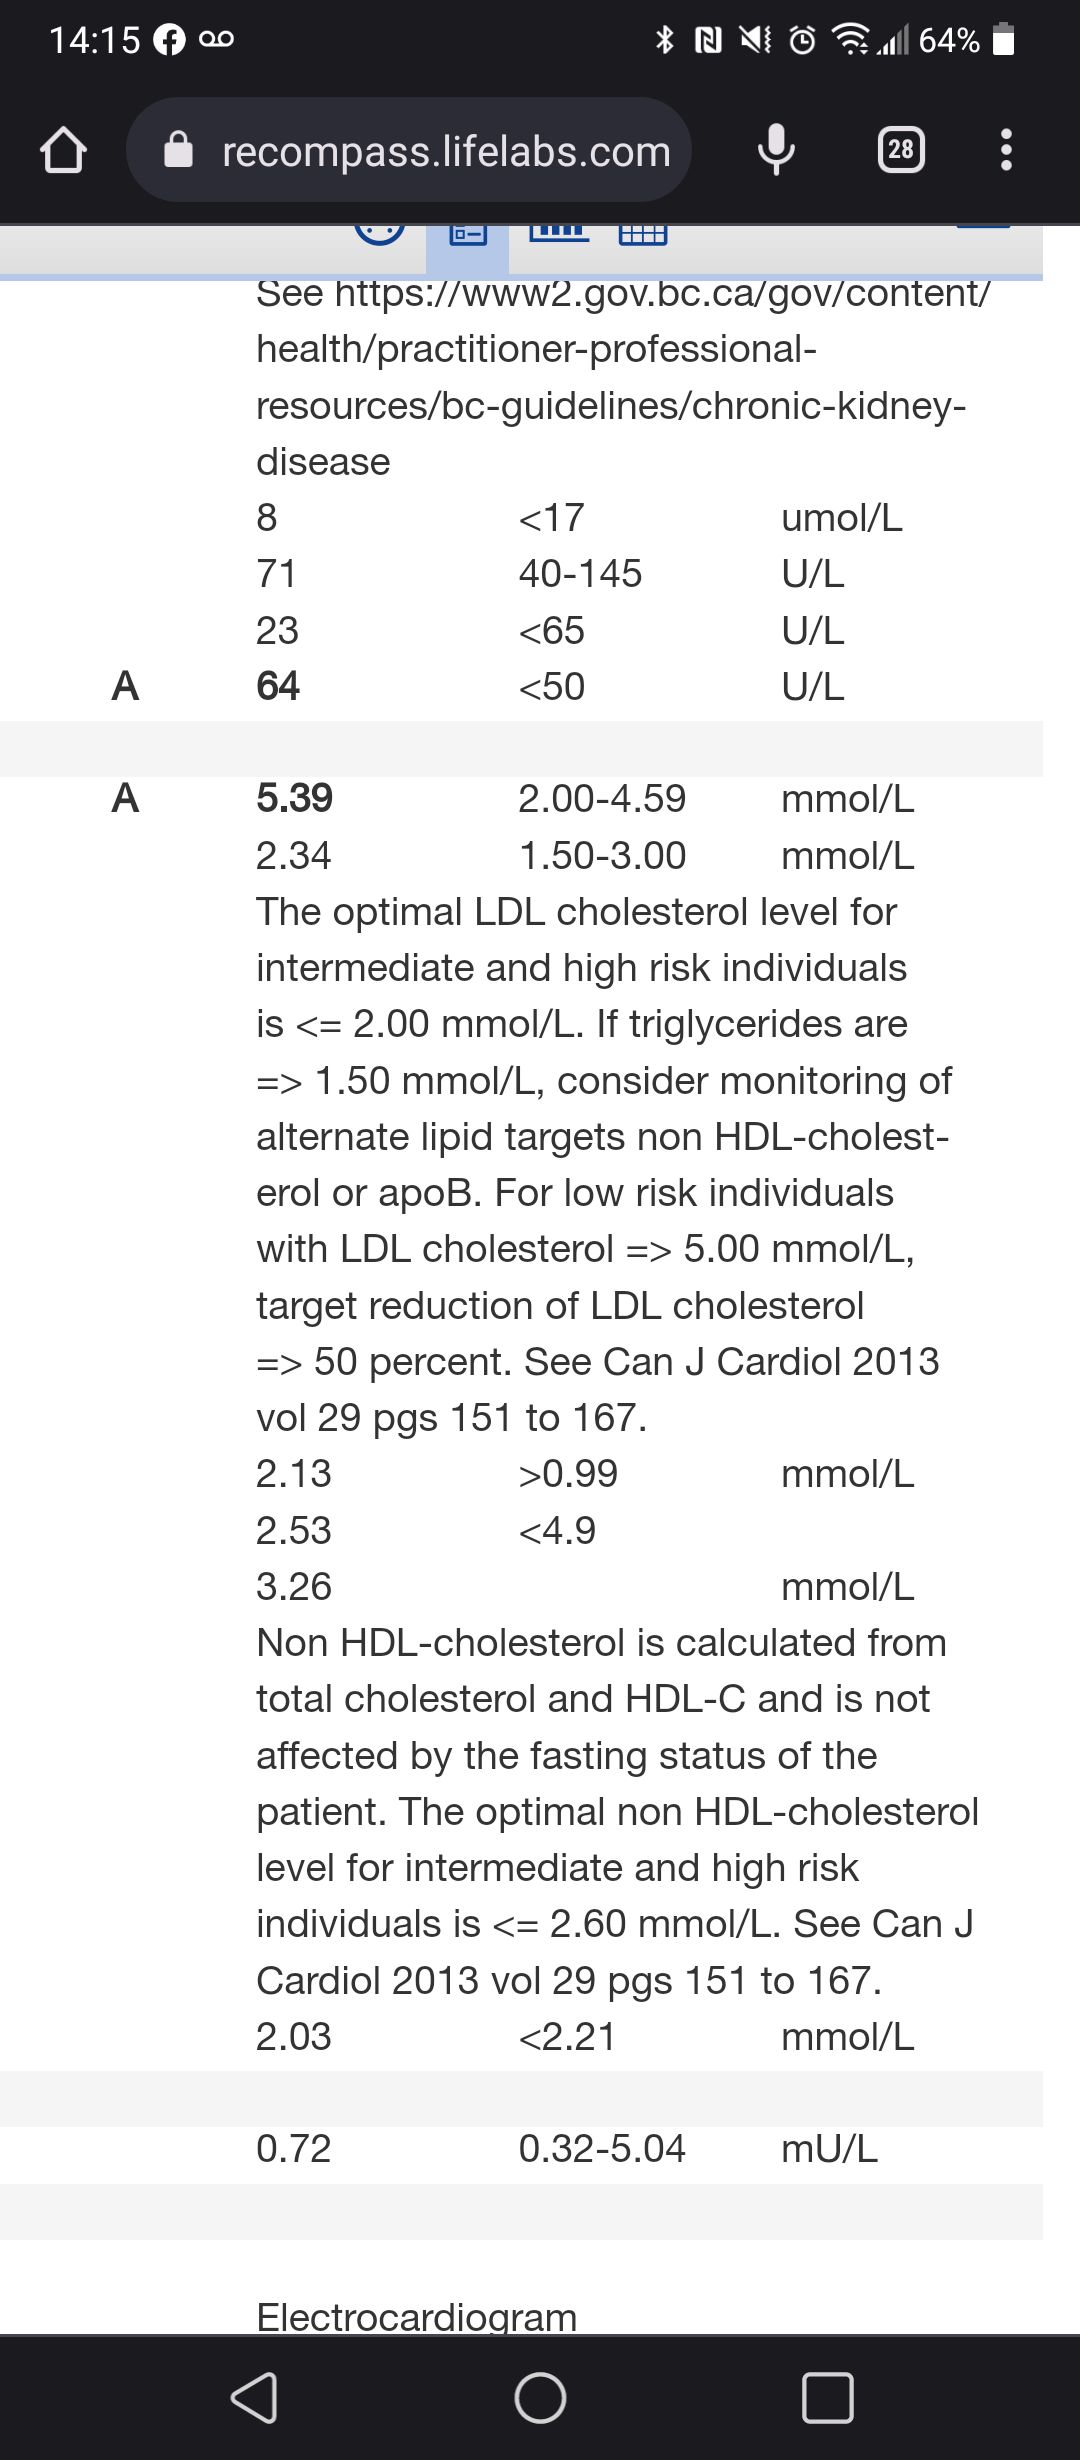 14:15 64%
recompass.lifelabs.com 28
See https://www2.gov.bc.ca/gov/content/
health/practitioner-professional-
resources/bc-guidelines/chronic-kidney-
disease
8 <17 umol/L
71 40-145 U/L
23 <65 U/L
A 64 <50 U/L
A 5.39 2.00-4.59 mmol/L
2.34 1.50-3.00 mmol/L
The optimal LDL cholesterol level for
intermediate and high risk individuals
is <= 2.00 mmol/L. If triglycerides are
=> 1.50 mmol/L, consider monitoring of
alternate lipid targets non HDL-cholest-
erol or apoB. For low risk individuals
with LDL cholesterol => 5.00 mmol/L,
target reduction of LDL cholesterol
=> 50 percent. See Can J Cardiol 2013
vol 29 pgs 151 to 167.
2.13 >0.99 mmol/L
2.53 <4.9
3.26 mmol/L
Non HDL-cholesterol is calculated from
total cholesterol and HDL-C and is not
affected by the fasting status of the
patient. The optimal non HDL-cholesterol
level for intermediate and high risk
individuals is <= 2.60 mmol/L. See Can J
Cardiol 2013 vol 29 pgs 151 to 167.
2.03 <2.21 mmol/L
0.72 0.32-5.04 mU/L
Electrocardiogram